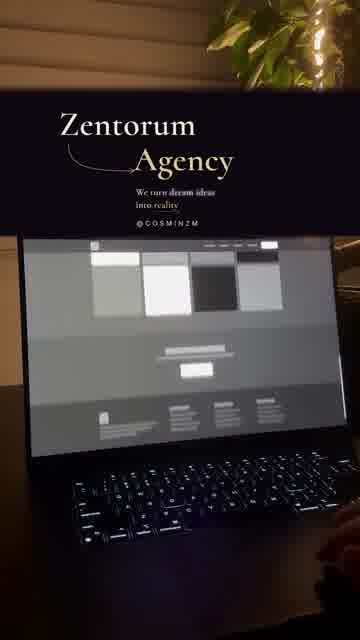 Zentorum
Agency
We turn dream ideas
into reality
@COSMINZM